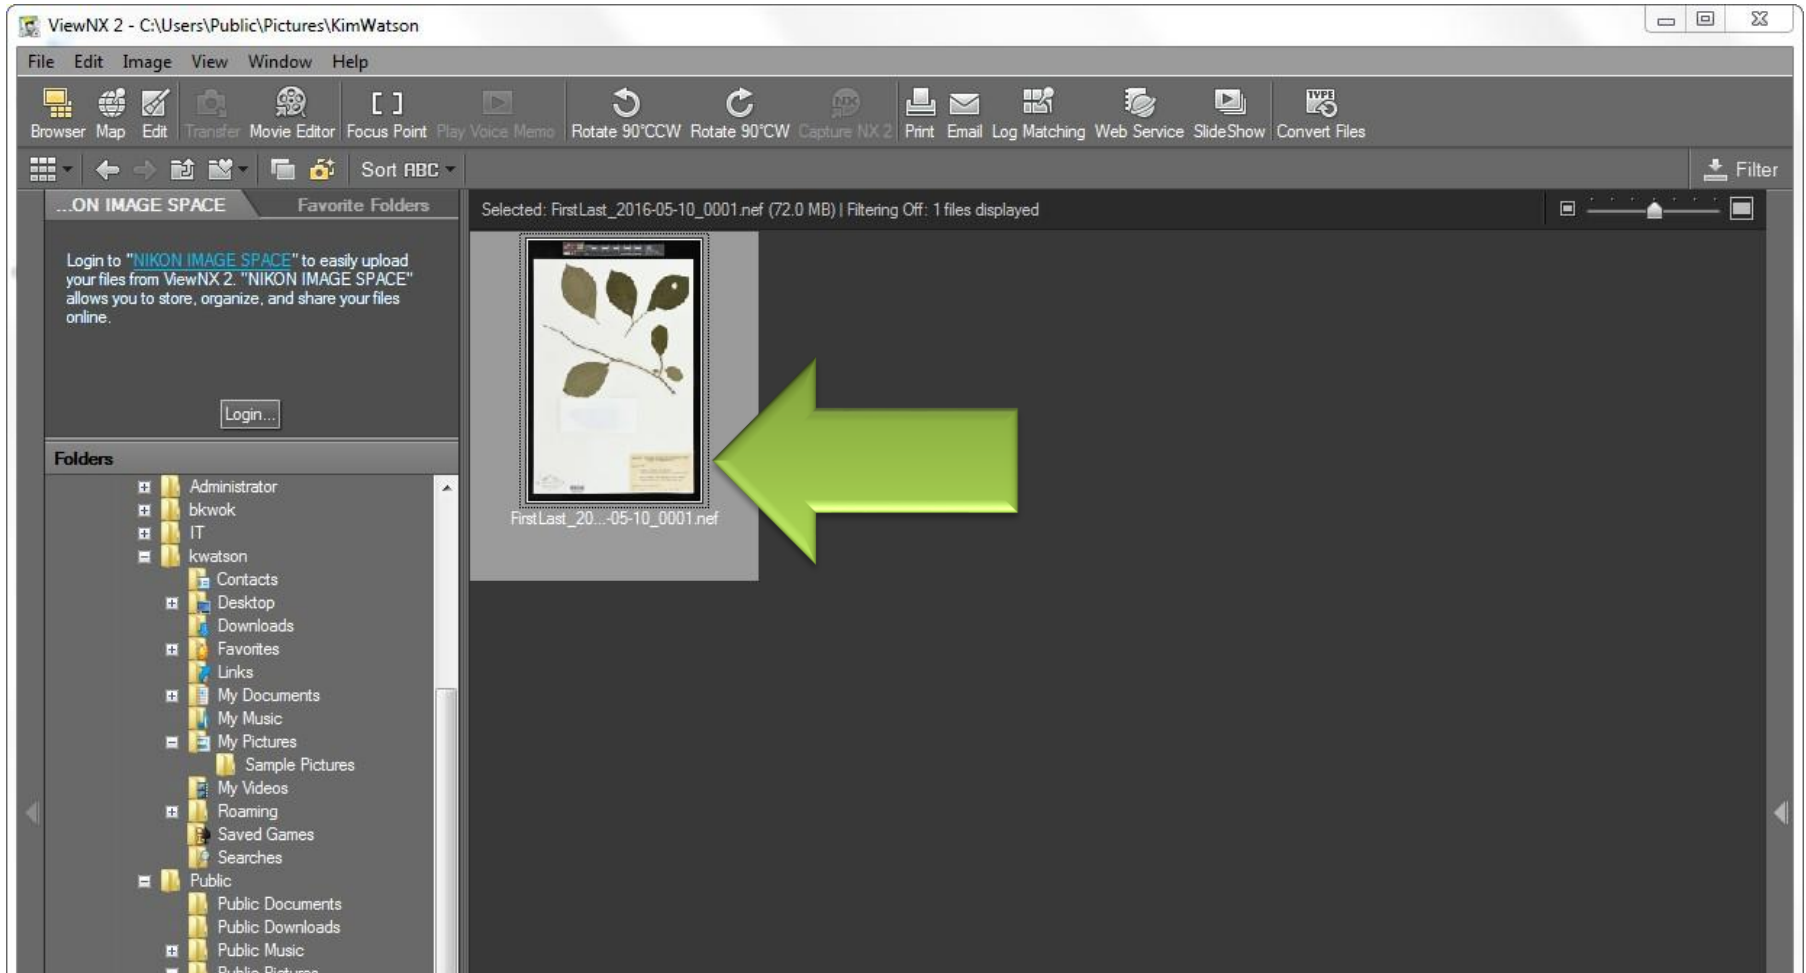 ViewNX 2 - C:\Users\Public\Pictures\KimWatson
File Edit Image View Window Help
Browser Map Edit Transfer Movie Editor Focus Point Play Voice Memo Rotate 90°CCW Rotate 90°CW Capture NX 2 Print Email Log Matching Web Service SlideShow Convert Files
Sort ABC Filter
...ON IMAGE SPACE Favorite Folders
Selected: FirstLast_2016-05-10_0001.nef (72.0 MB) | Filtering Off: 1 files displayed
Login to "NIKON IMAGE SPACE" to easily upload
your files from ViewNX 2. "NIKON IMAGE SPACE"
allows you to store, organize, and share your files
online.
Login...
FirstLast_20...-05-10_0001.nef
Folders
Administrator
bkwok
IT
kwatson
Contacts
Desktop
Downloads
Favorites
Links
My Documents
My Music
My Pictures
Sample Pictures
My Videos
Roaming
Saved Games
Searches
Public
Public Documents
Public Downloads
Public Music
Public Pictures